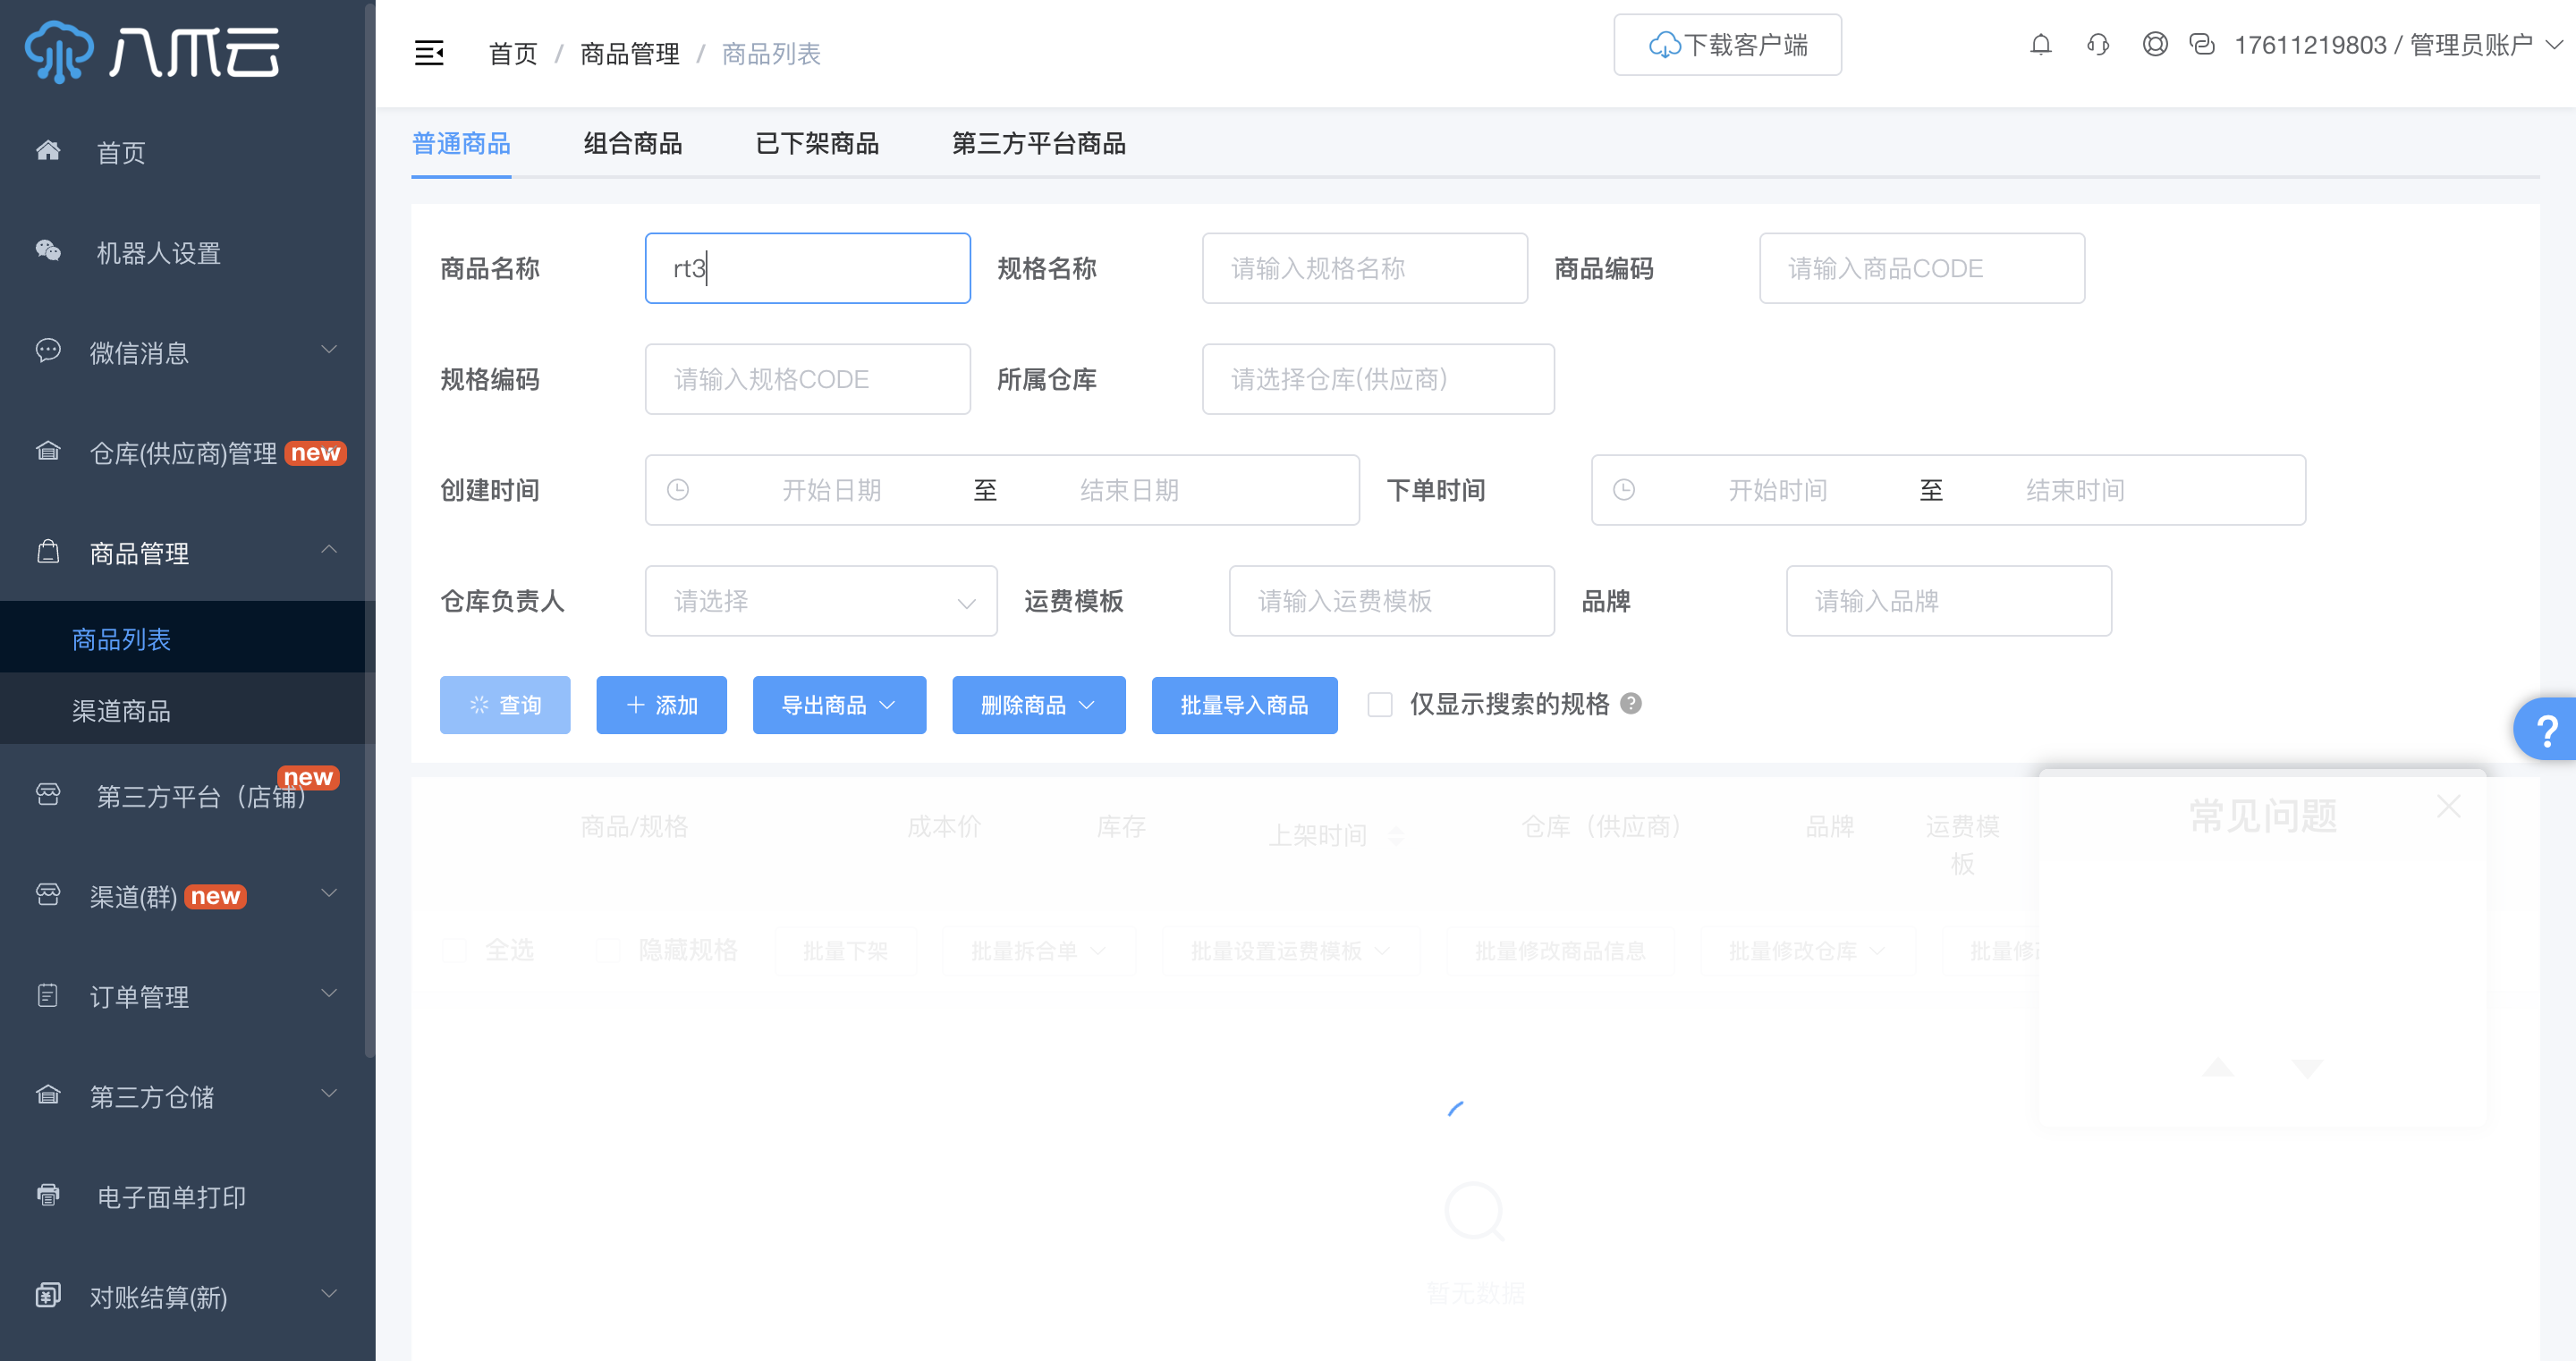 八爪云
首页 / 商品管理 / 商品列表
下载客户端
17611219803 / 管理员账户
首页
机器人设置
微信消息
仓库(供应商)管理 new
商品管理
商品列表
渠道商品
第三方平台（店铺） new
渠道(群) new
订单管理
第三方仓储
电子面单打印
对账结算(新)
普通商品 组合商品 已下架商品 第三方平台商品
商品名称 rt3 规格名称 请输入规格名称 商品编码 请输入商品CODE
规格编码 请输入规格CODE 所属仓库 请选择仓库(供应商)
创建时间 开始日期 至 结束日期 下单时间 开始时间 至 结束时间
仓库负责人 请选择 运费模板 请输入运费模板 品牌 请输入品牌
查询 添加 导出商品 删除商品 批量导入商品 仅显示搜索的规格 ?
?
商品/规格 成本价 库存 上架时间 仓库（供应商） 品牌 运费模
板
常见问题
全选 隐藏规格 批量下架 批量拆合单 批量设置运费模板 批量修改商品信息 批量修改仓库 批量修
暂无数据